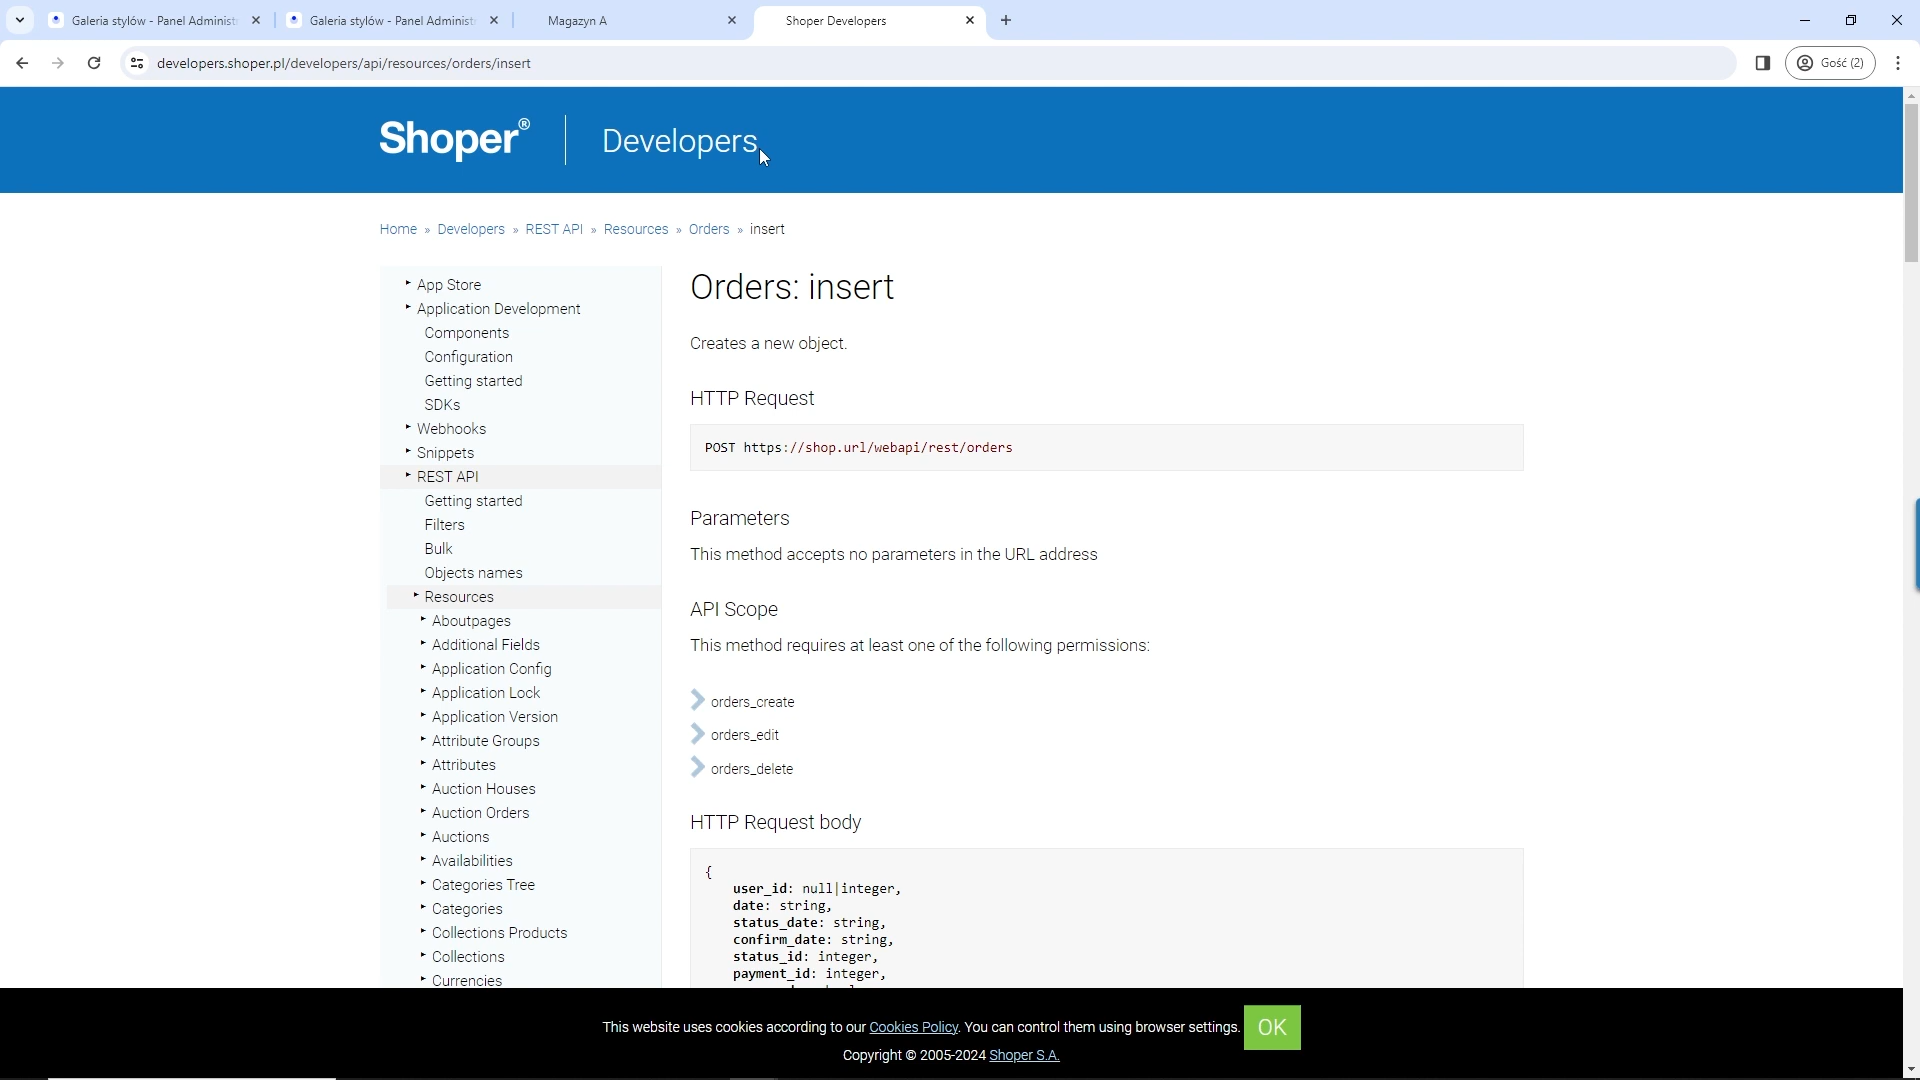 Galeria stylów - Panel Administ
Galeria stylów - Panel Administ
Magazyn A
Shoper Developers
developers.shoper.pl/developers/api/resources/orders/insert
Gość (2)
Shoper®
Developers
Home » Developers » REST API » Resources » Orders » insert
App Store
Application Development
Components
Configuration
Getting started
SDKs
Webhooks
Snippets
REST API
Getting started
Filters
Bulk
Objects names
Resources
Aboutpages
Additional Fields
Application Config
Application Lock
Application Version
Attribute Groups
Attributes
Auction Houses
Auction Orders
Auctions
Availabilities
Categories Tree
Categories
Collections Products
Collections
Currencies
Orders: insert
Creates a new object.
HTTP Request
POST https://shop.url/webapi/rest/orders
Parameters
This method accepts no parameters in the URL address
API Scope
This method requires at least one of the following permissions:
orders_create
orders_edit
orders_delete
HTTP Request body
{
user_id: null|integer,
date: string,
status_date: string,
confirm_date: string,
status_id: integer,
payment_id: integer,
This website uses cookies according to our Cookies Policy. You can control them using browser settings.
OK
Copyright © 2005-2024 Shoper S.A.